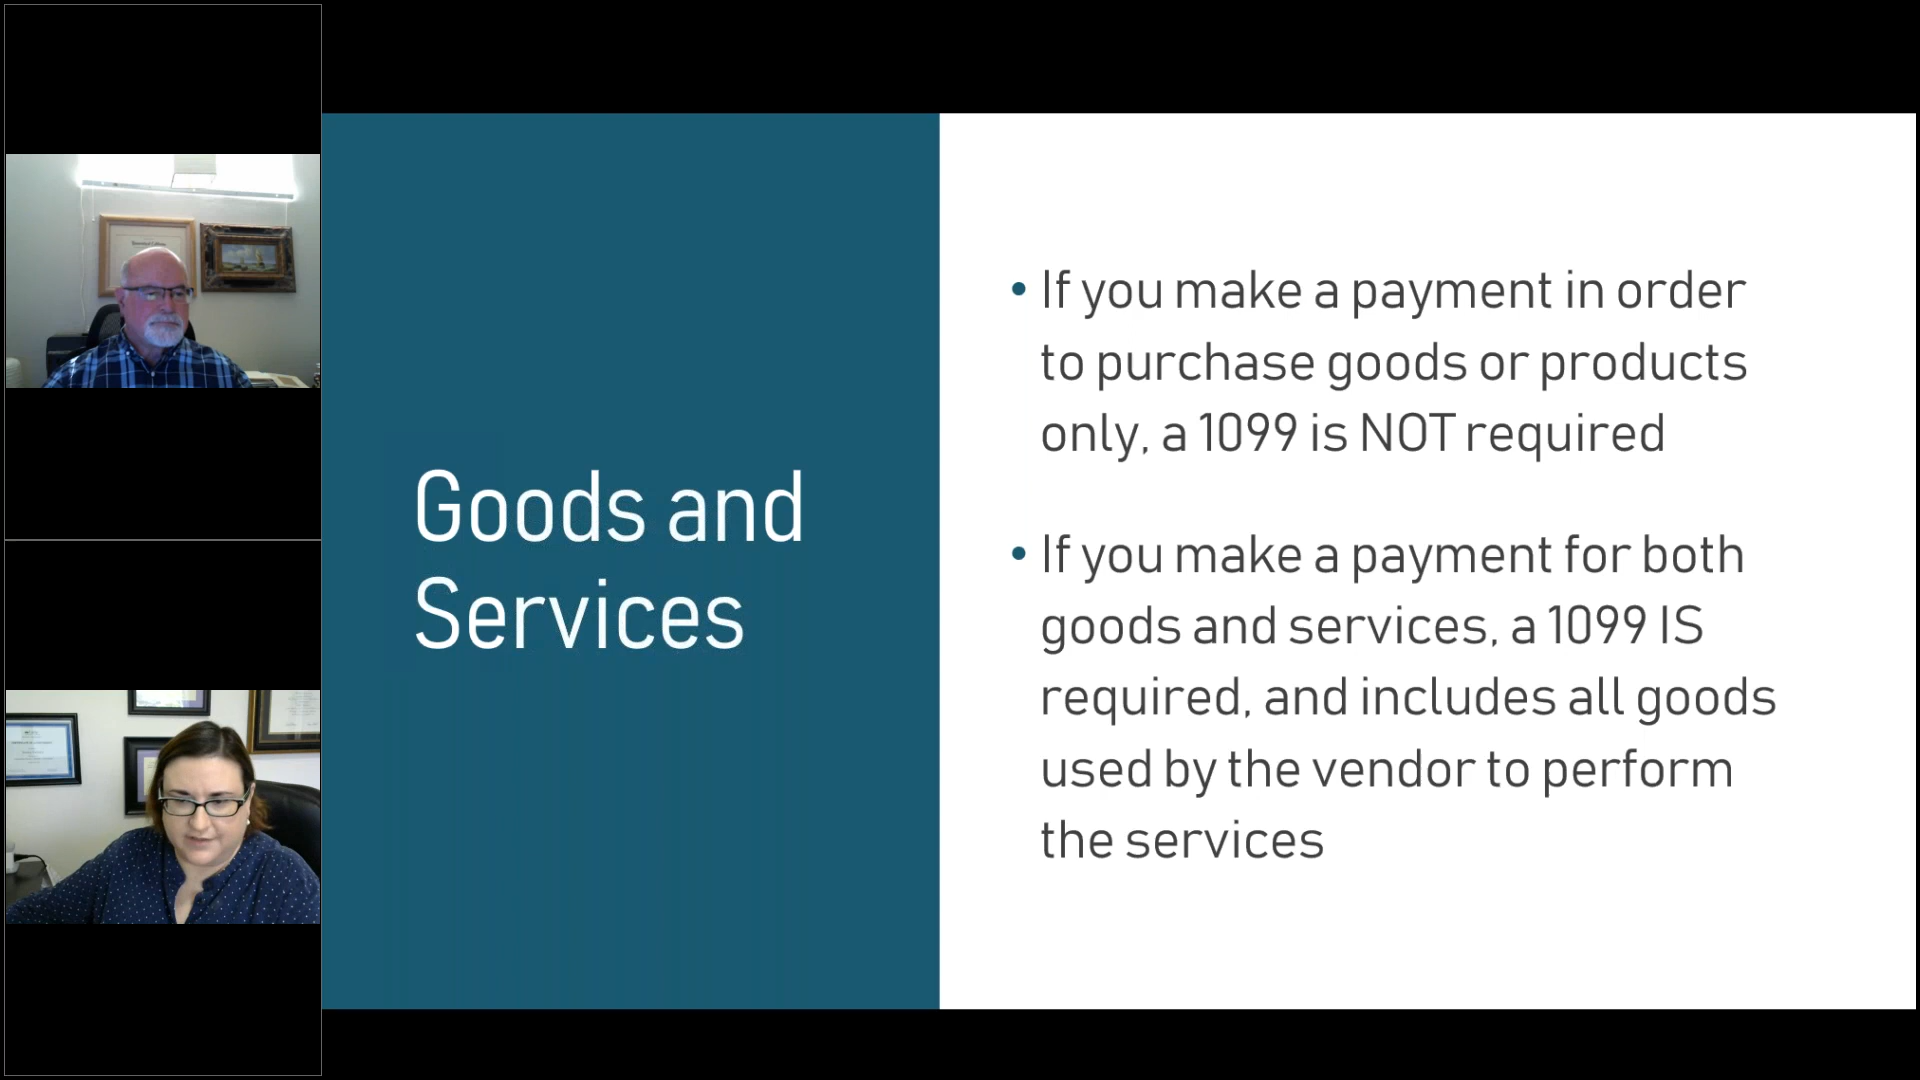 Goods and
Services
• If you make a payment in order
to purchase goods or products
only, a 1099 is NOT required
• If you make a payment for both
goods and services, a 1099 IS
required, and includes all goods
used by the vendor to perform
the services